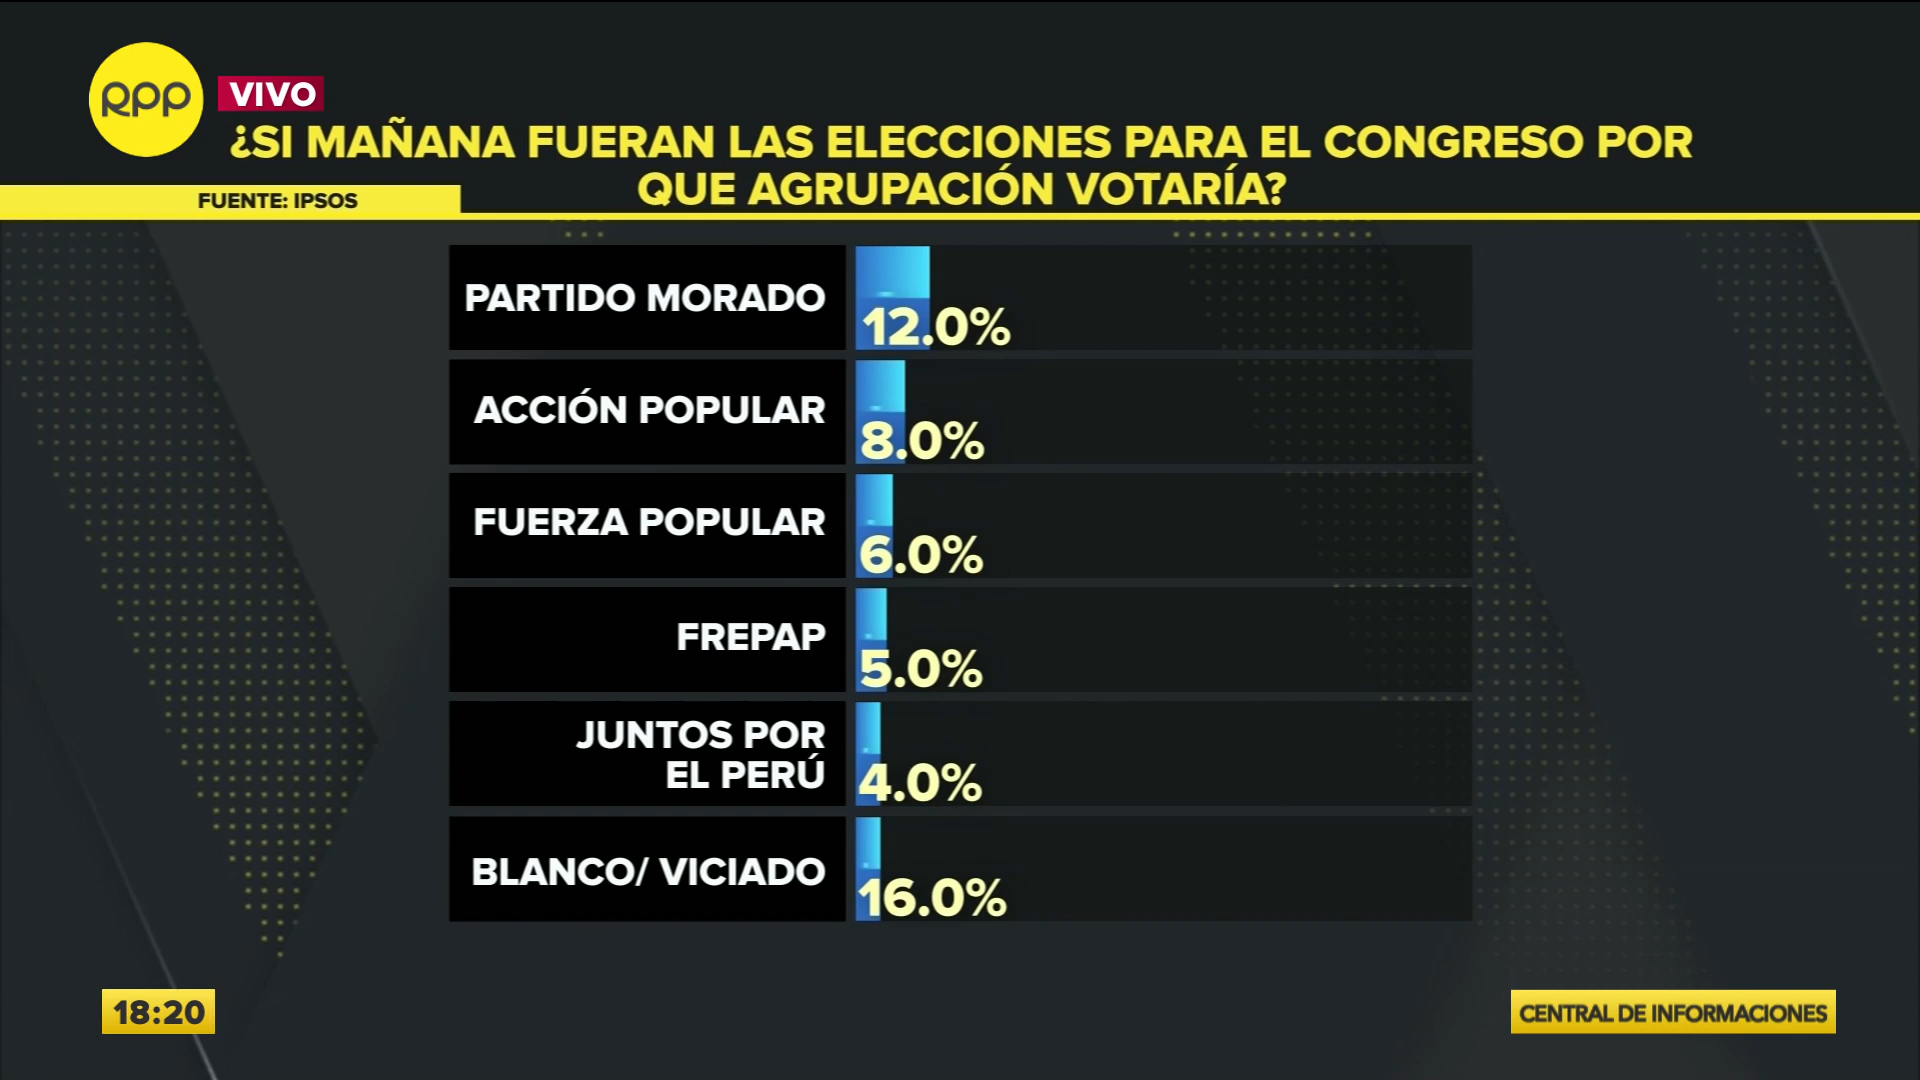 rpp
VIVO
¿SI MAÑANA FUERAN LAS ELECCIONES PARA EL CONGRESO POR
QUE AGRUPACIÓN VOTARÍA?
FUENTE: IPSOS
PARTIDO MORADO 12.0%
ACCIÓN POPULAR 8.0%
FUERZA POPULAR 6.0%
FREPAP 5.0%
JUNTOS POR
EL PERÚ 4.0%
BLANCO/ VICIADO 16.0%
18:20
CENTRAL DE INFORMACIONES